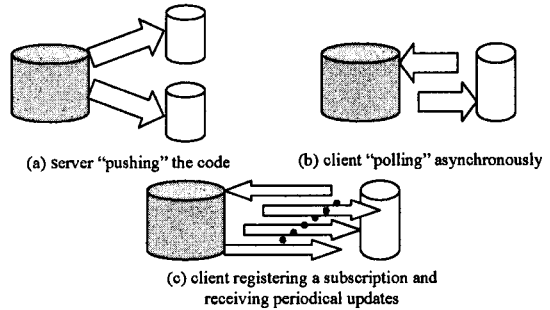 (a) server "pushing" the code
(b) client "polling" asynchronously
(c) client registering a subscription and
receiving periodical updates